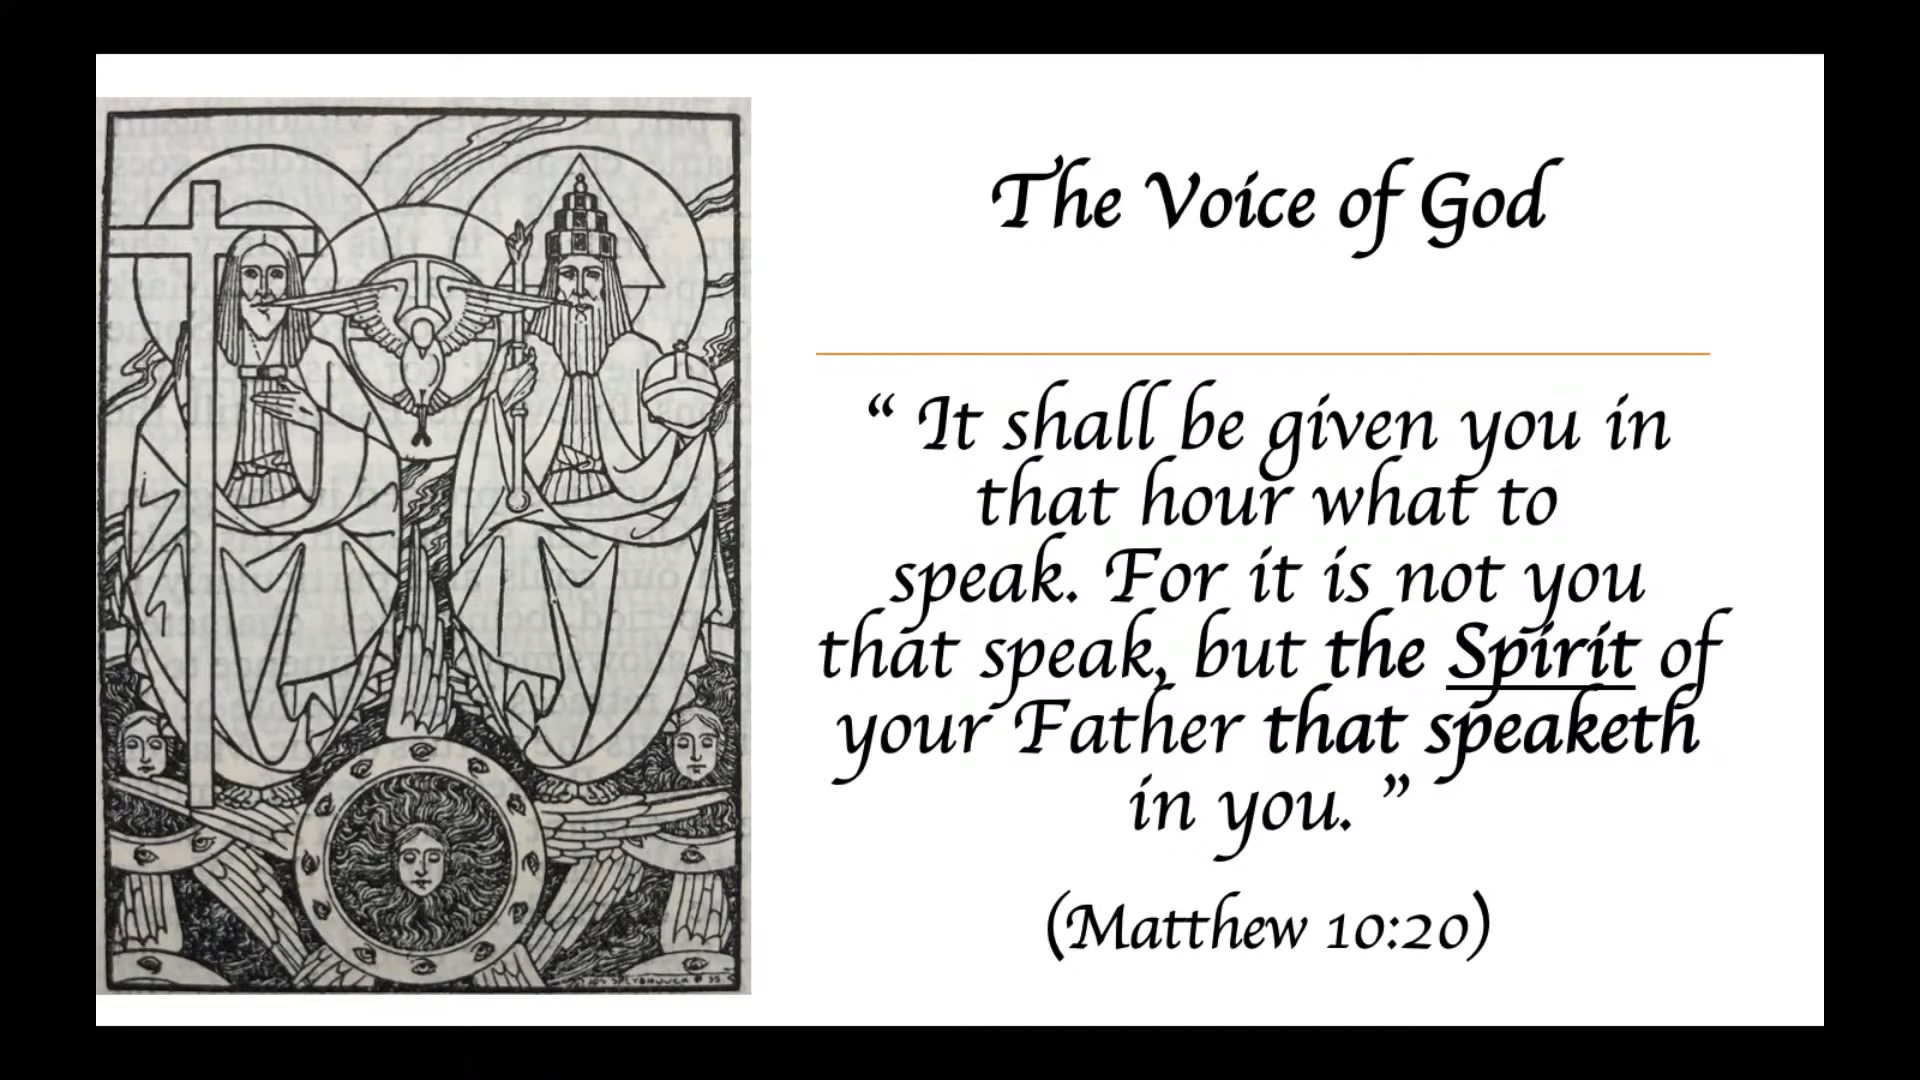 The Voice of God
“ It shall be given you in
that hour what to
speak. For it is not you
that speak, but the Spirit of
your Father that speaketh
in you. ”
(Matthew 10:20)